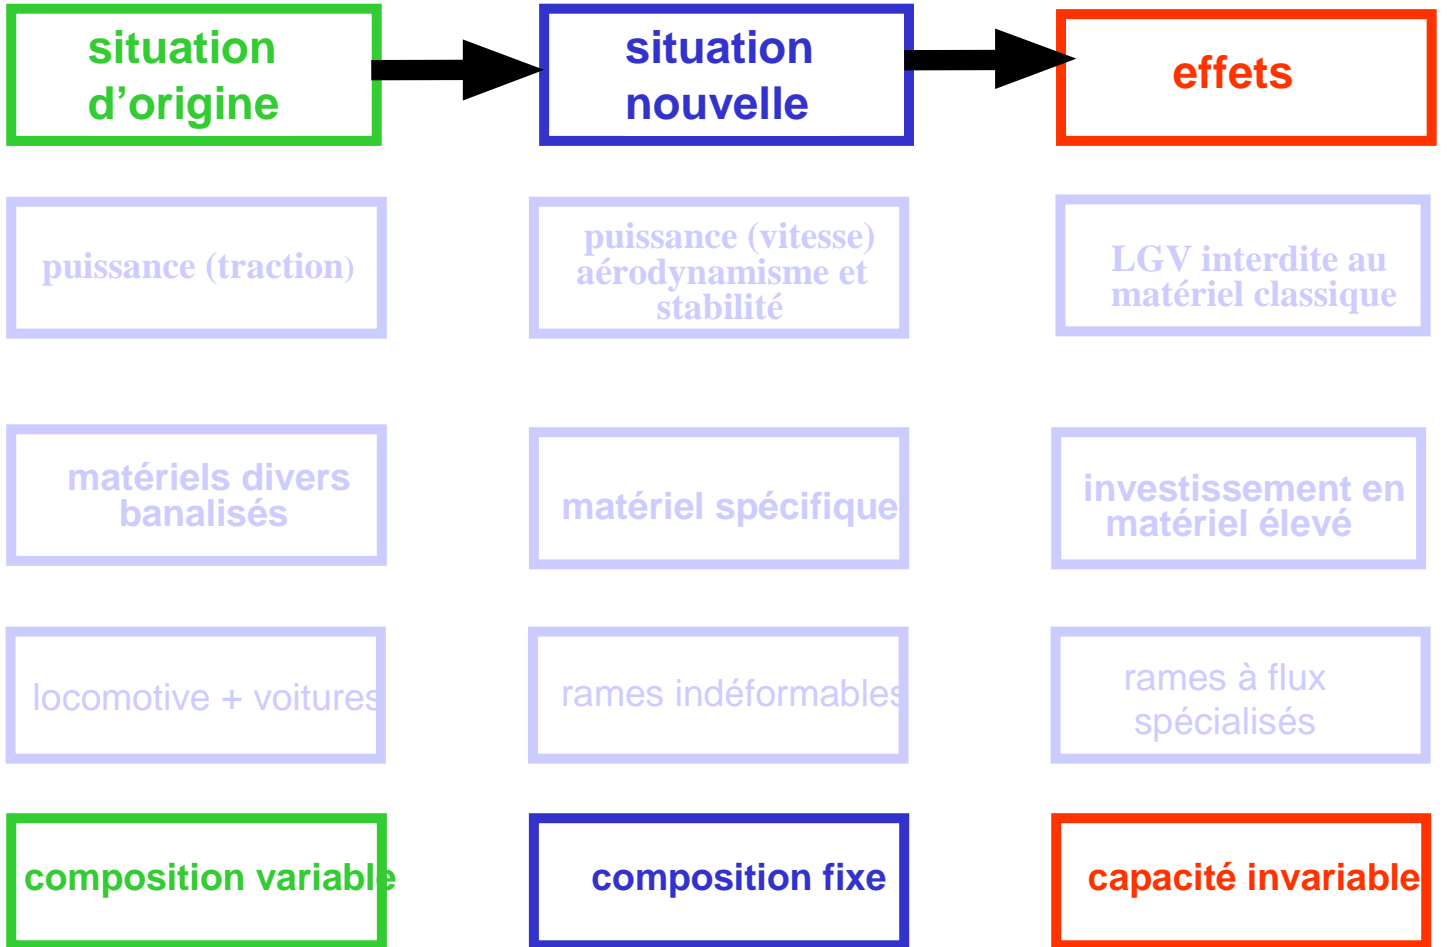 situation
d’origine
situation
nouvelle
effets
puissance (traction)
puissance (vitesse)
aérodynamisme et
stabilité
LGV interdite au
matériel classique
matériels divers
banalisés
matériel spécifique
investissement en
matériel élevé
locomotive + voitures
rames indéformables
rames à flux
spécialisés
composition variable
composition fixe
capacité invariable